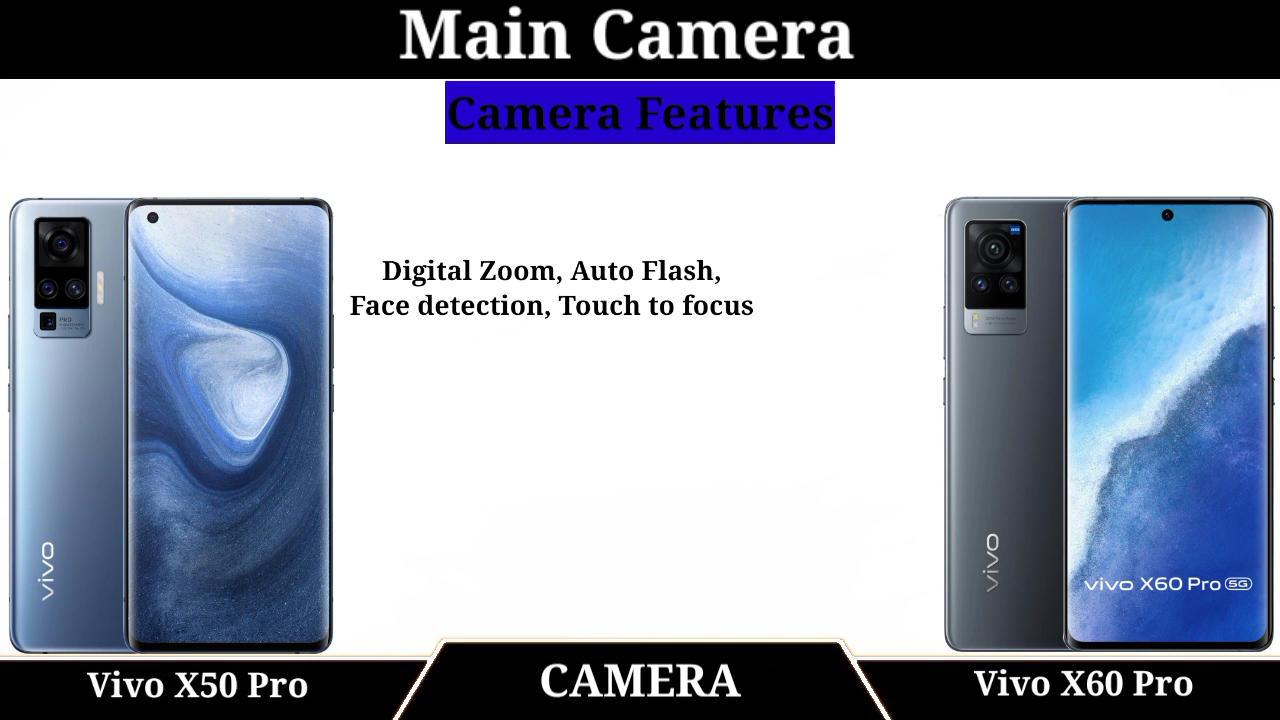 Main Camera
Camera Features
Digital Zoom, Auto Flash,
Face detection, Touch to focus
PRO
vivo
vivo
vivo X60 Pro 5G
Vivo X50 Pro
CAMERA
Vivo X60 Pro